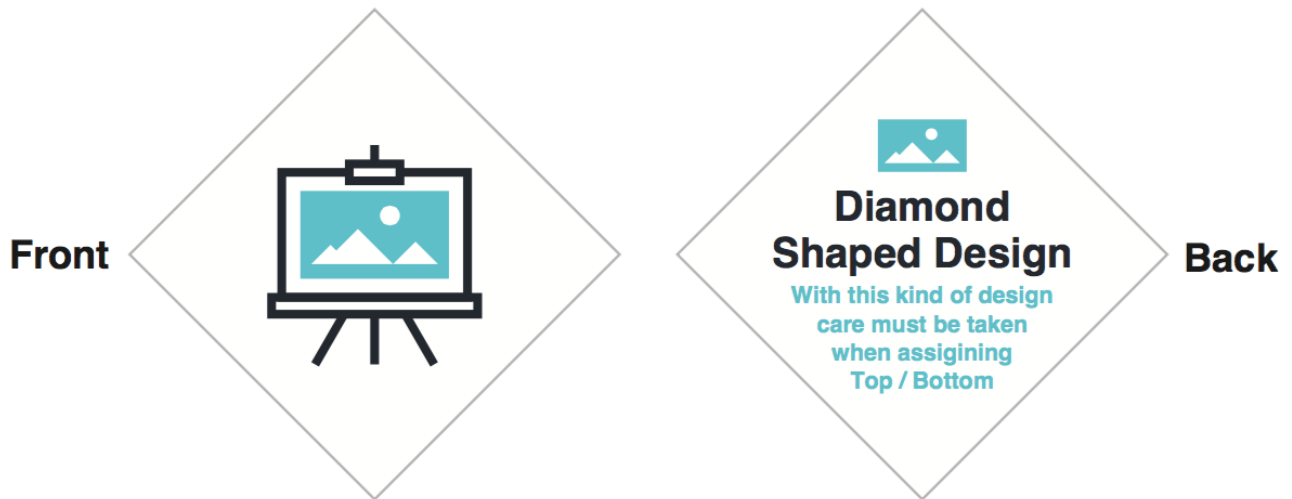 Front
Diamond
Shaped Design
With this kind of design
care must be taken
when assigining
Top / Bottom
Back